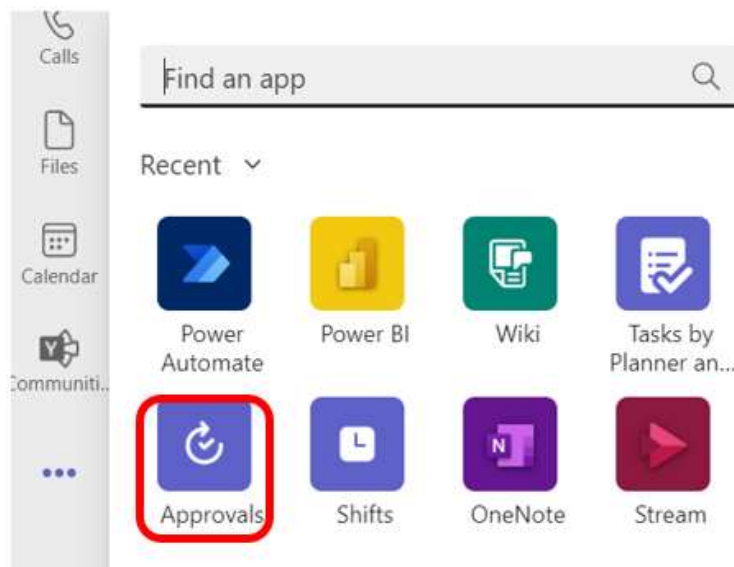 Calls
Find an app
Files
Recent
Calendar
Power
Automate
Power BI
Wiki
Tasks by
Planner an...
Communiti..
Approvals
Shifts
OneNote
Stream